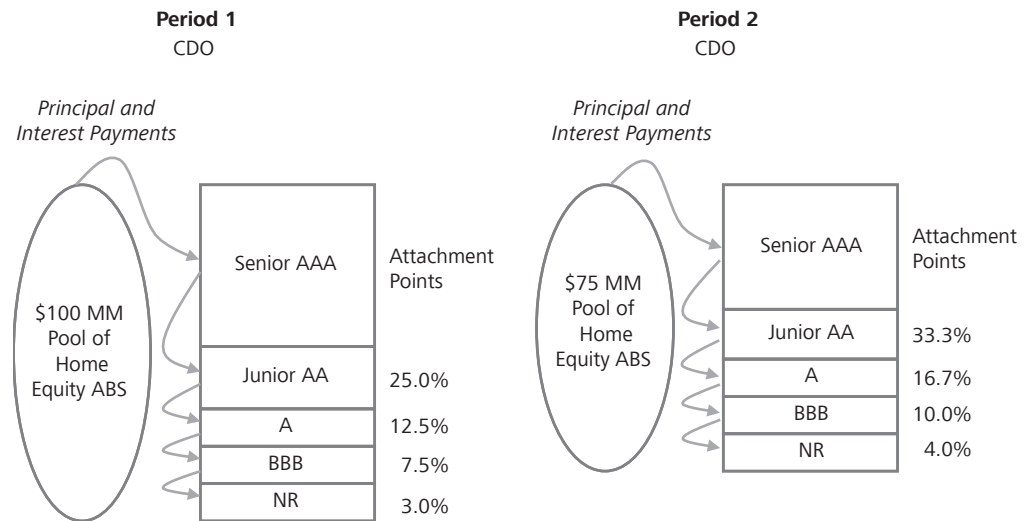 Period 1
CDO
Principal and
Interest Payments
$100 MM
Pool of
Home
Equity ABS
Senior AAA
Attachment
Points
Junior AA
25.0%
A
12.5%
BBB
7.5%
NR
3.0%
Period 2
CDO
Principal and
Interest Payments
$75 MM
Pool of
Home
Equity ABS
Senior AAA
Attachment
Points
Junior AA
33.3%
A
16.7%
BBB
10.0%
NR
4.0%